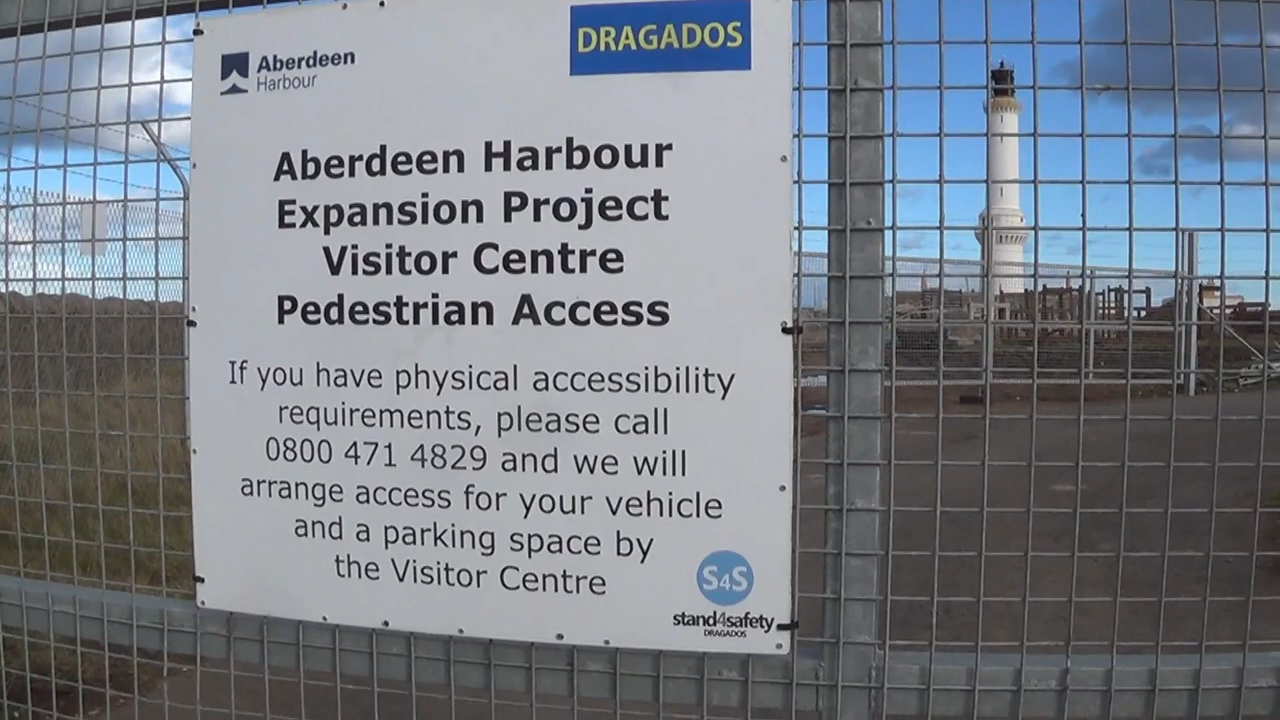 Aberdeen
Harbour
DRAGADOS
Aberdeen Harbour
Expansion Project
Visitor Centre
Pedestrian Access
If you have physical accessibility
requirements, please call
0800 471 4829 and we will
arrange access for your vehicle
and a parking space by
the Visitor Centre
S4S
stand4safety
DRAGADOS